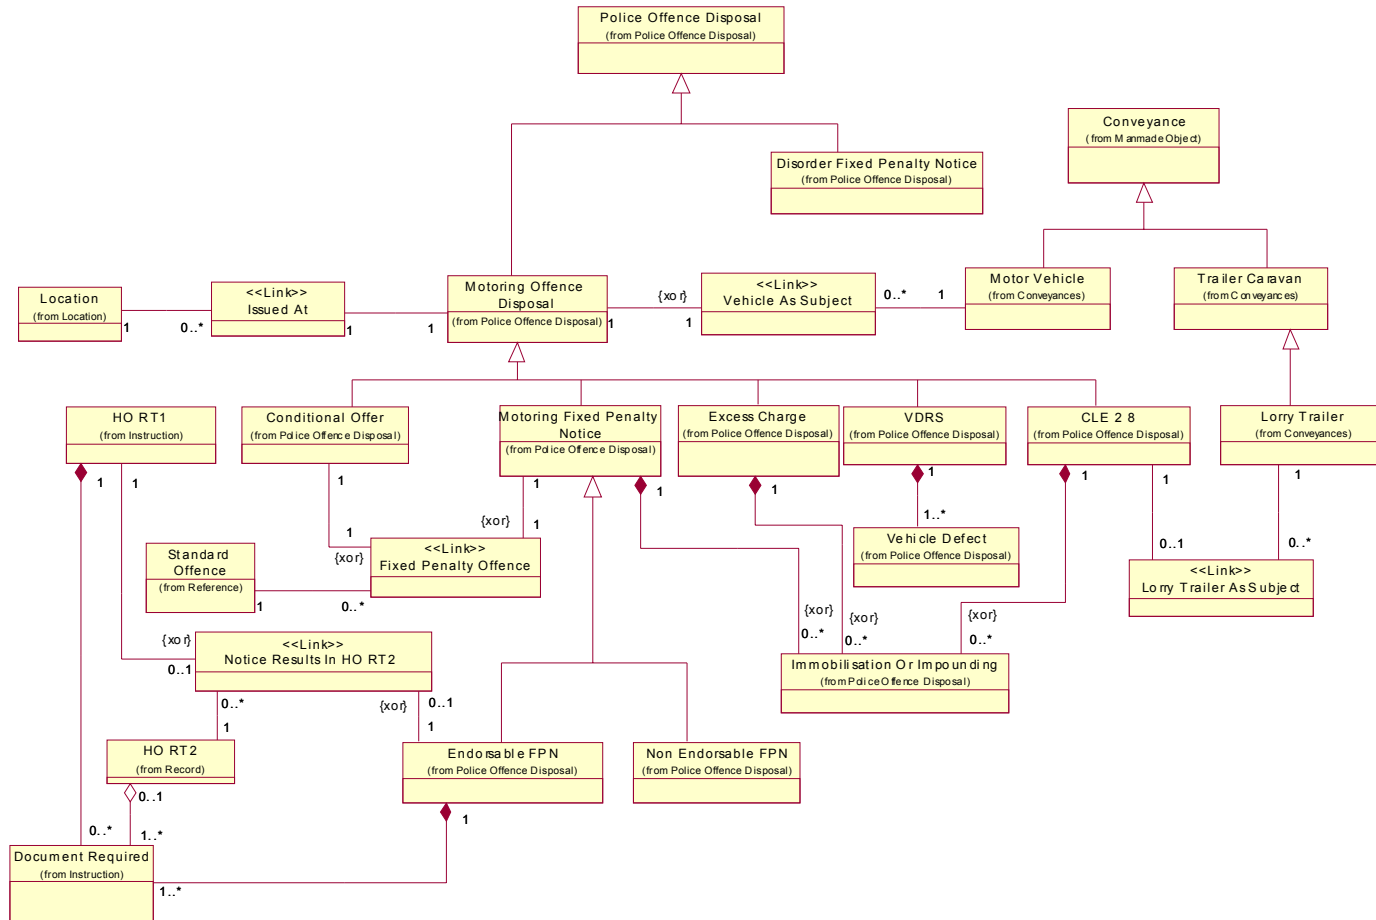 Police Offence Disposal
(from Police Offence Disposal)
Conveyance
(from Manmade Object)
Disorder Fixed Penalty Notice
(from Police Offence Disposal)
Location
(from Location)
1
0..*
<<Link>>
Issued At
1
1
Motoring Offence
Disposal
(from Police Offence Disposal)
1
{xor}
1
<<Link>>
Vehicle As Subject
0..*
1
Motor Vehicle
(from Conveyances)
Trailer Caravan
(from Conveyances)
HO RT1
(from Instruction)
1
1
Conditional Offer
(from Police Offence Disposal)
1
Motoring Fixed Penalty
Notice
(from Police Offence Disposal)
1
1
Excess Charge
(from Police Offence Disposal)
1
VDRS
(from Police Offence Disposal)
1
CLE 2 8
(from Police Offence Disposal)
1
1
Lorry Trailer
(from Conveyances)
1
1..*
Vehicle Defect
(from Police Offence Disposal)
{xor}
1
1
{xor}
<<Link>>
Fixed Penalty Offence
Standard
Offence
(from Reference)
1
0..*
0..1
0..*
<<Link>>
Lorry Trailer As Subject
{xor}
0..*
{xor}
0..*
{xor}
0..*
Immobilisation Or Impounding
(from Police Offence Disposal)
{xor}
0..1
<<Link>>
Notice Results In HO RT2
0..*
1
{xor}
0..1
1
HO RT2
(from Record)
0..1
Endorsable FPN
(from Police Offence Disposal)
1
Non Endorsable FPN
(from Police Offence Disposal)
0..*
1..*
Document Required
(from Instruction)
1..*